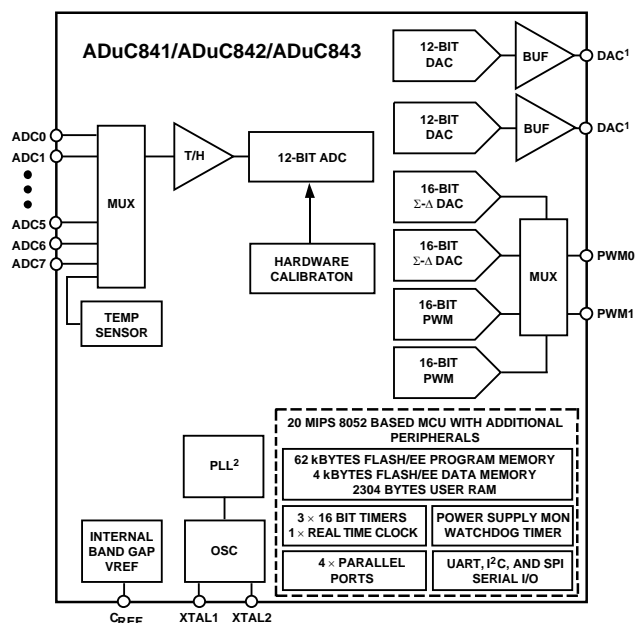 ADuC841/ADuC842/ADuC843
12-BIT
DAC
BUF
DAC¹
12-BIT
DAC
BUF
DAC¹
ADC0
ADC1
ADC5
ADC6
ADC7
MUX
T/H
12-BIT ADC
HARDWARE
CALIBRATON
TEMP
SENSOR
16-BIT
Σ-Δ DAC
16-BIT
Σ-Δ DAC
16-BIT
PWM
16-BIT
PWM
MUX
PWM0
PWM1
20 MIPS 8052 BASED MCU WITH ADDITIONAL
PERIPHERALS
62 kBYTES FLASH/EE PROGRAM MEMORY
4 kBYTES FLASH/EE DATA MEMORY
2304 BYTES USER RAM
3 × 16 BIT TIMERS
1 × REAL TIME CLOCK
POWER SUPPLY MON
WATCHDOG TIMER
4 × PARALLEL
PORTS
UART, I²C, AND SPI
SERIAL I/O
PLL²
OSC
INTERNAL
BAND GAP
VREF
CREF
XTAL1
XTAL2